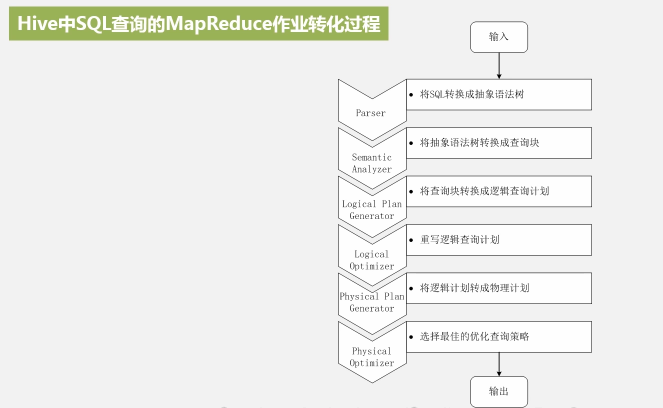 Hive中SQL查询的MapReduce作业转化过程
输入
Parser
• 将SQL转换成抽象语法树
Semantic
Analyzer
• 将抽象语法树转换成查询块
Logical Plan
Generator
• 将查询块转换成逻辑查询计划
Logical
Optimizer
• 重写逻辑查询计划
Physical Plan
Generator
• 将逻辑计划转成物理计划
Physical
Optimizer
• 选择最佳的优化查询策略
输出